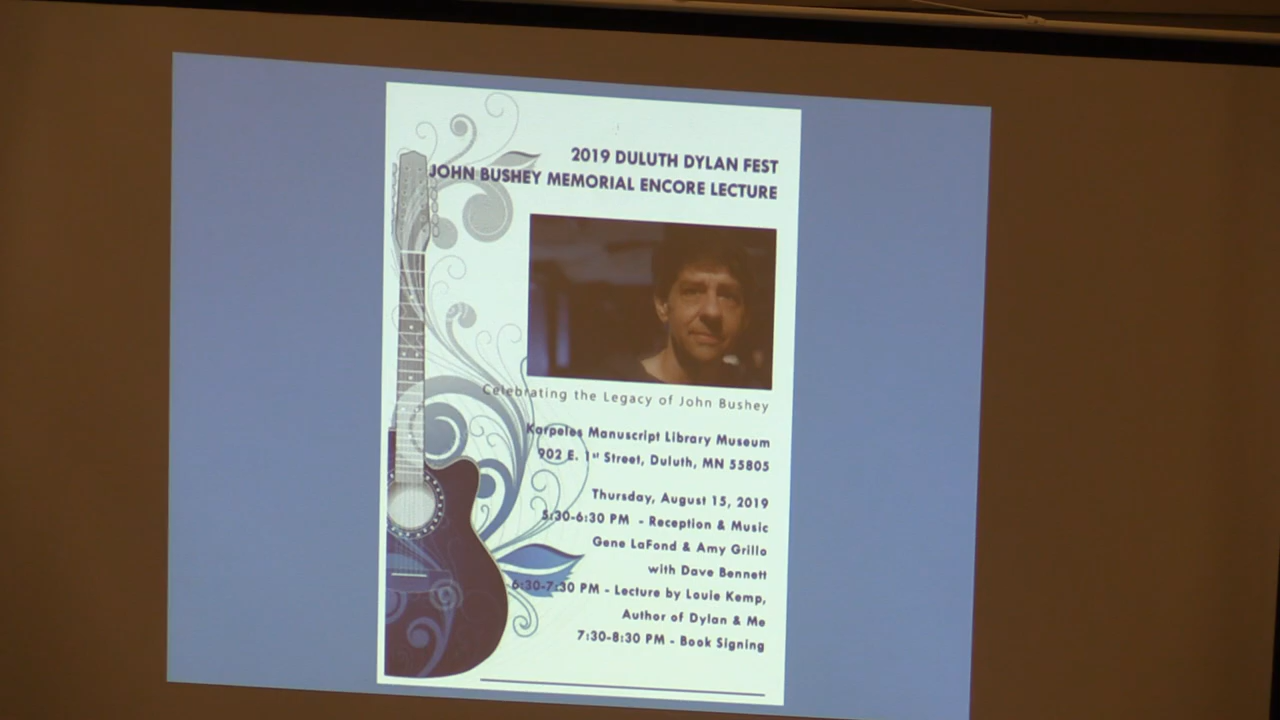 2019 DULUTH DYLAN FEST
JOHN BUSHEY MEMORIAL ENCORE LECTURE
Celebrating the Legacy of John Bushey
Karpeles Manuscript Library Museum
902 E. 1st Street, Duluth, MN 55805
Thursday, August 15, 2019
5:30-6:30 PM - Reception & Music
Gene LaFond & Amy Grillo
with Dave Bennett
6:30-7:30 PM - Lecture by Louie Kemp,
Author of Dylan & Me
7:30-8:30 PM - Book Signing